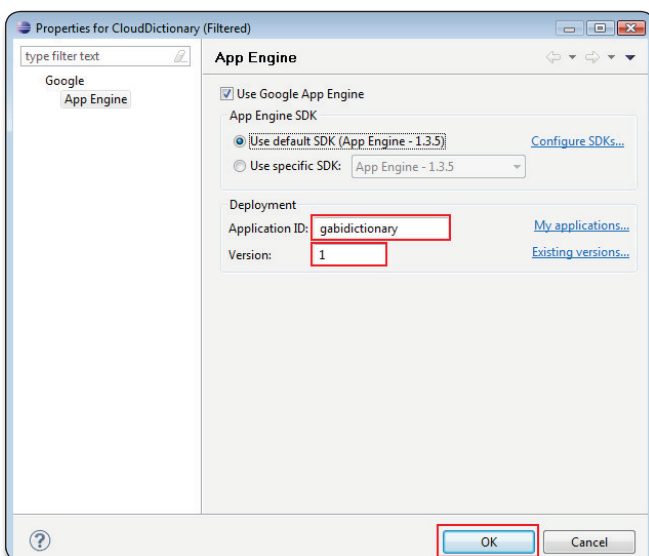 Properties for CloudDictionary (Filtered)
type filter text
Google
App Engine
App Engine
Use Google App Engine
App Engine SDK
Use default SDK (App Engine - 1.3.5)
Configure SDKs...
Use specific SDK:
App Engine - 1.3.5
Deployment
Application ID:
gabidictionary
My applications...
Version:
1
Existing versions...
?
OK
Cancel